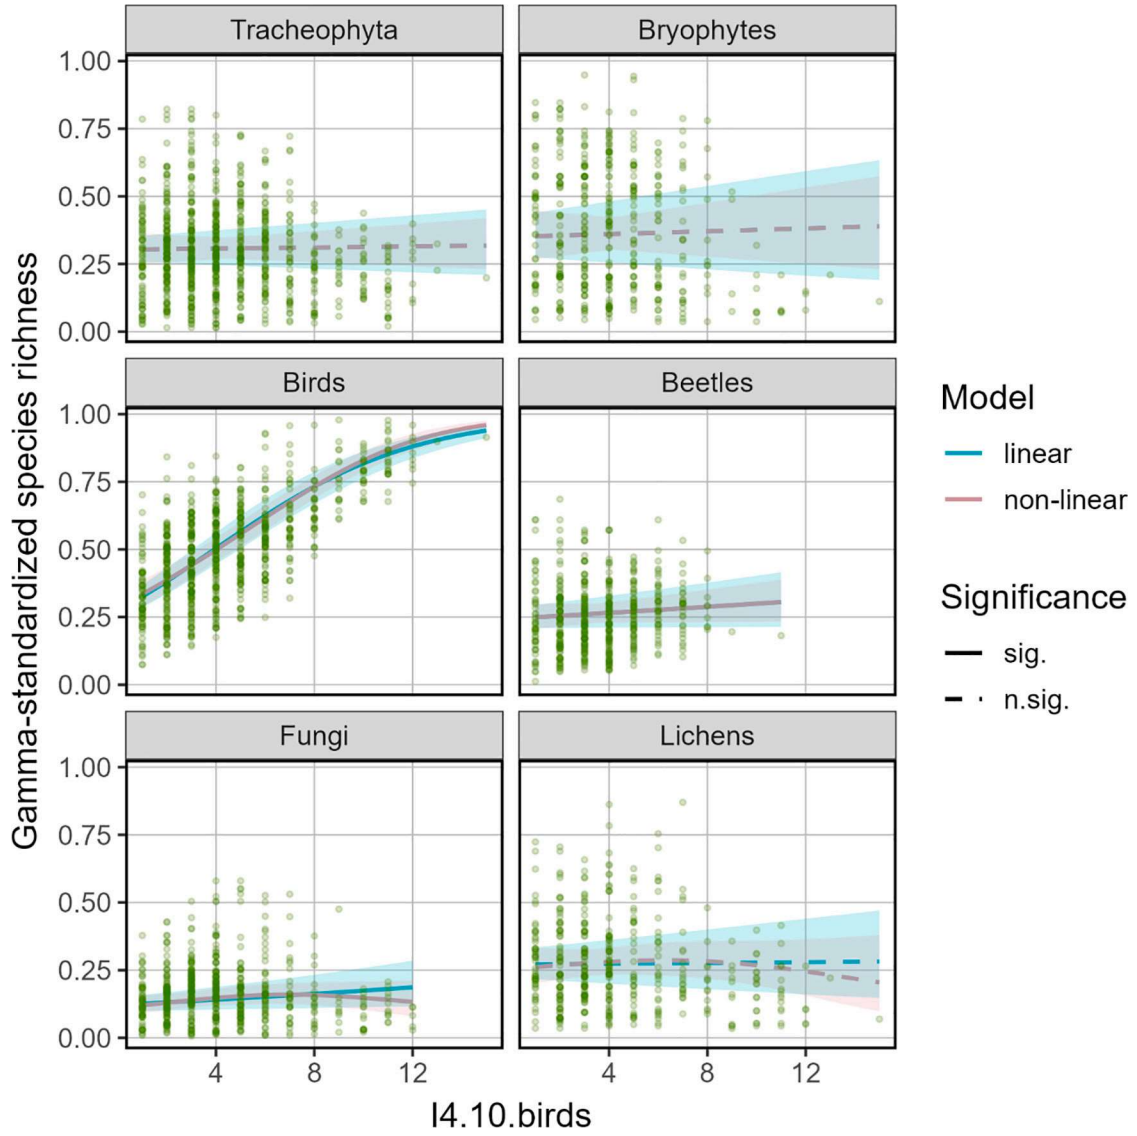 Tracheophyta
Bryophytes
1.00
0.75
0.50
0.25
0.00
Birds
Beetles
1.00
0.75
0.50
0.25
0.00
Fungi
Lichens
1.00
0.75
0.50
0.25
0.00
4
8
12
4
8
12
I4.10.birds
Gamma-standardized species richness
Model
linear
non-linear
Significance
sig.
n.sig.